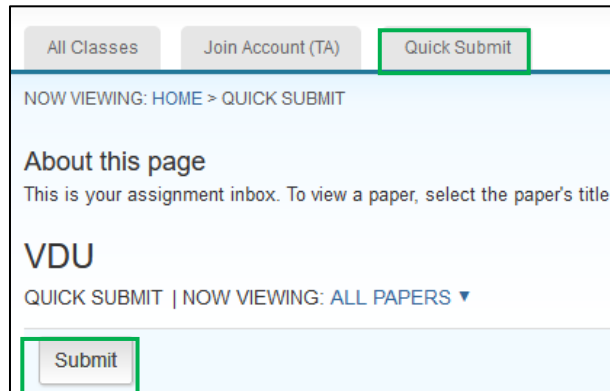 All Classes Join Account (TA) Quick Submit
NOW VIEWING: HOME > QUICK SUBMIT
About this page
This is your assignment inbox. To view a paper, select the paper's title
VDU
QUICK SUBMIT | NOW VIEWING: ALL PAPERS ▼
Submit